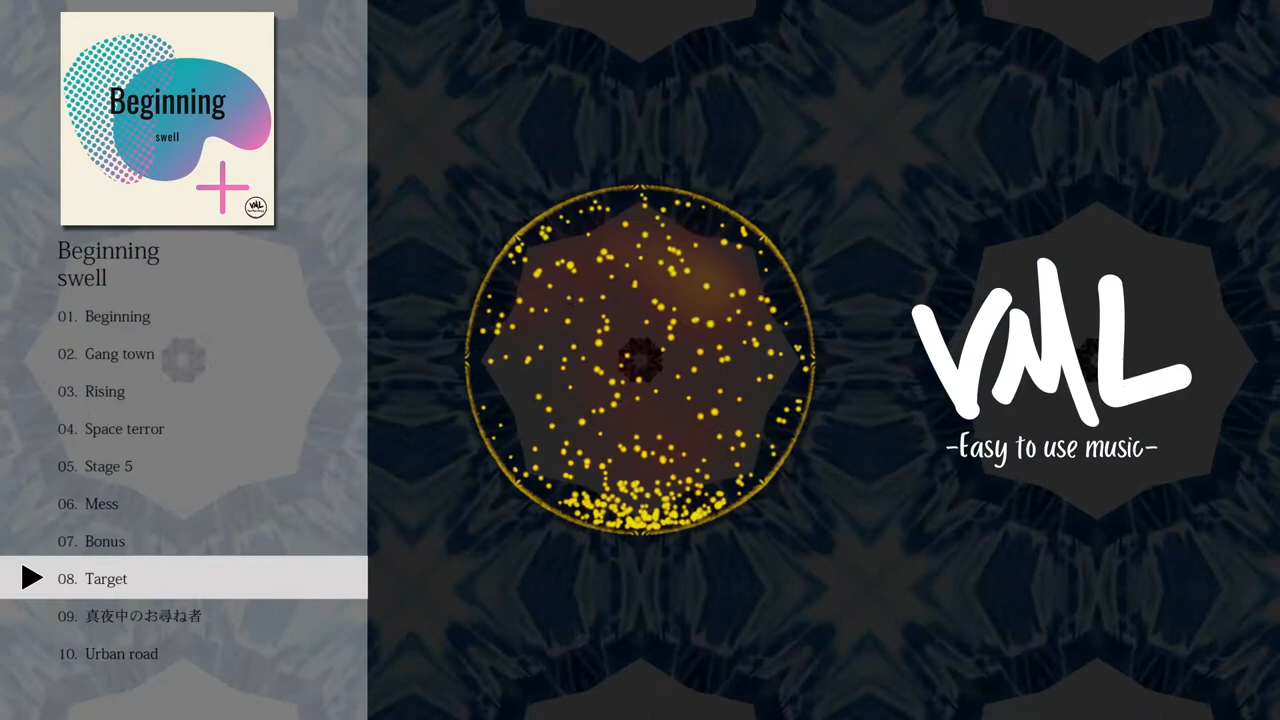 Beginning
swell
VML
Beginning
swell
01. Beginning
02. Gang town
03. Rising
04. Space terror
05. Stage 5
06. Mess
07. Bonus
08. Target
09. 真夜中のお尋ね者
10. Urban road
VML
-Easy to use music-